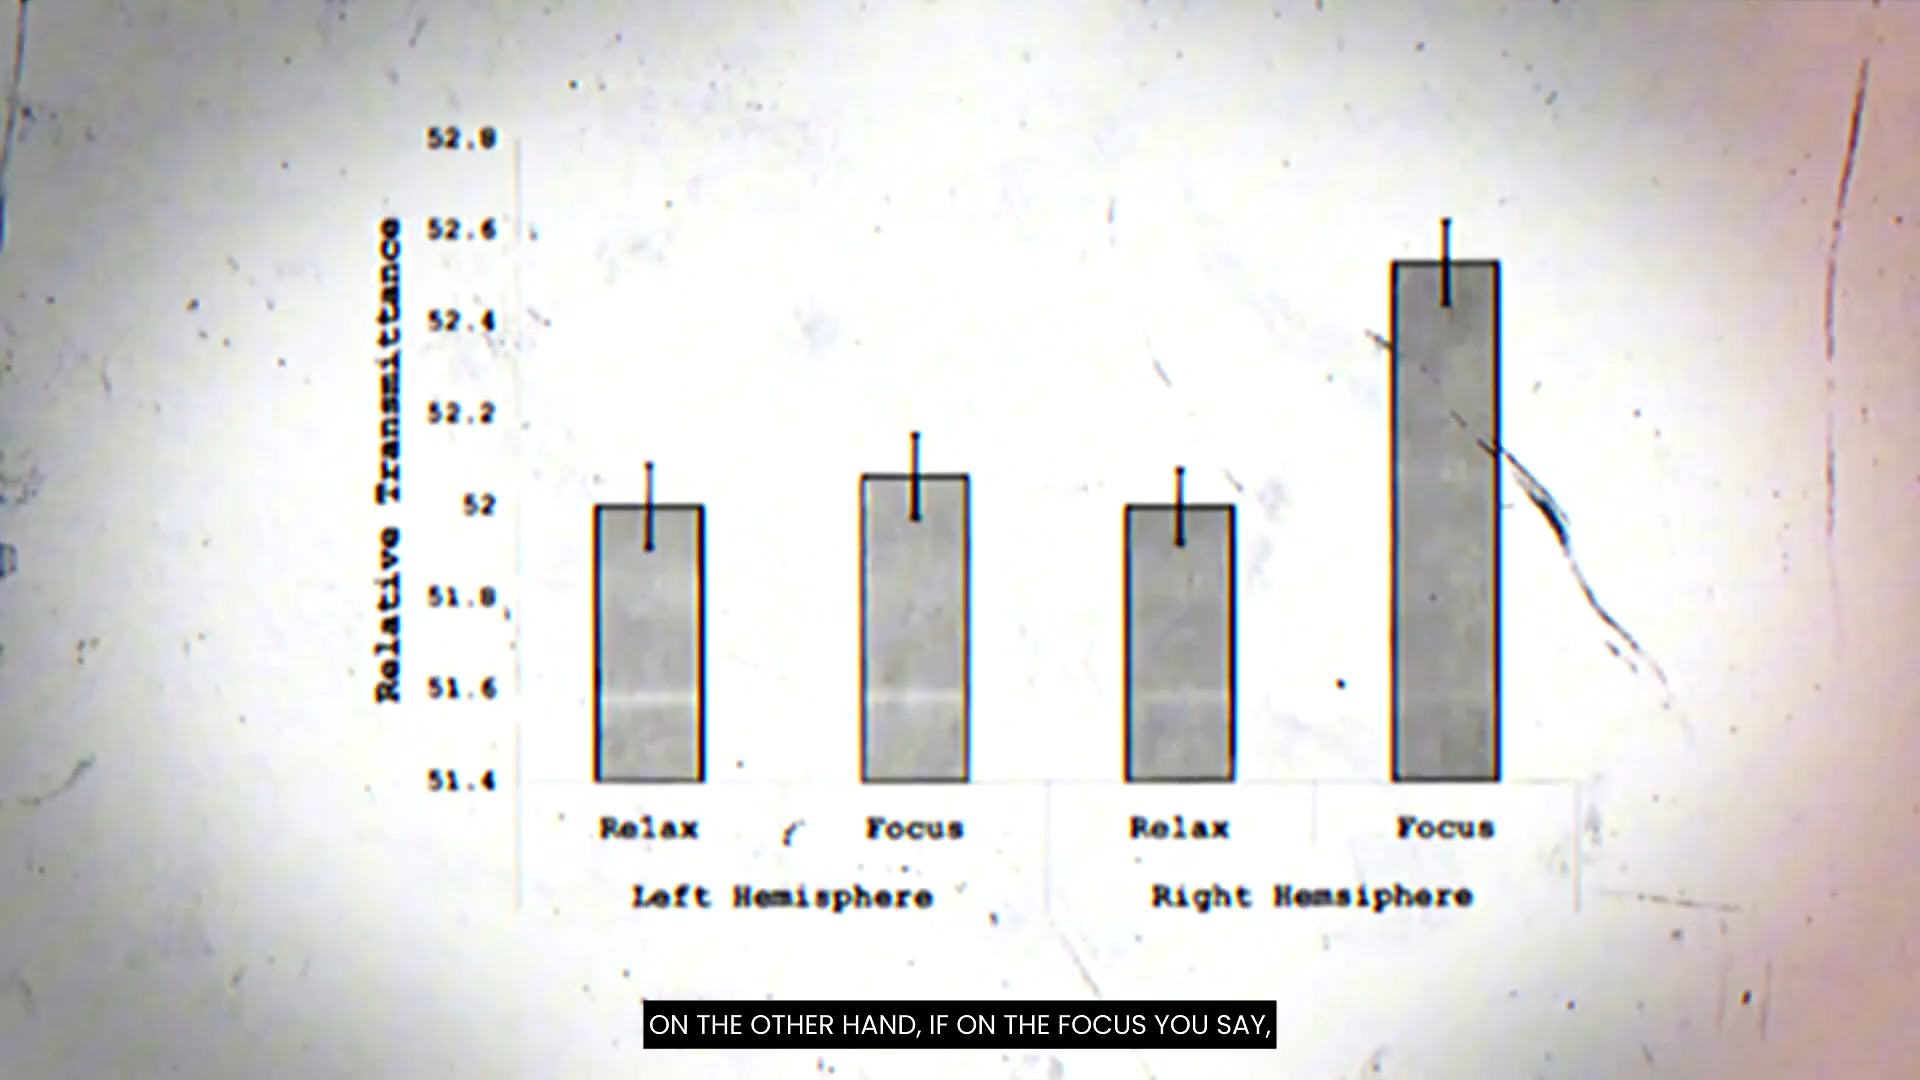 52.8
52.6
52.4
52.2
52
51.8
51.6
51.4
Relative Transmittance
Relax
Focus
Relax
Focus
Left Hemisphere
Right Hemsiphere
ON THE OTHER HAND, IF ON THE FOCUS YOU SAY,